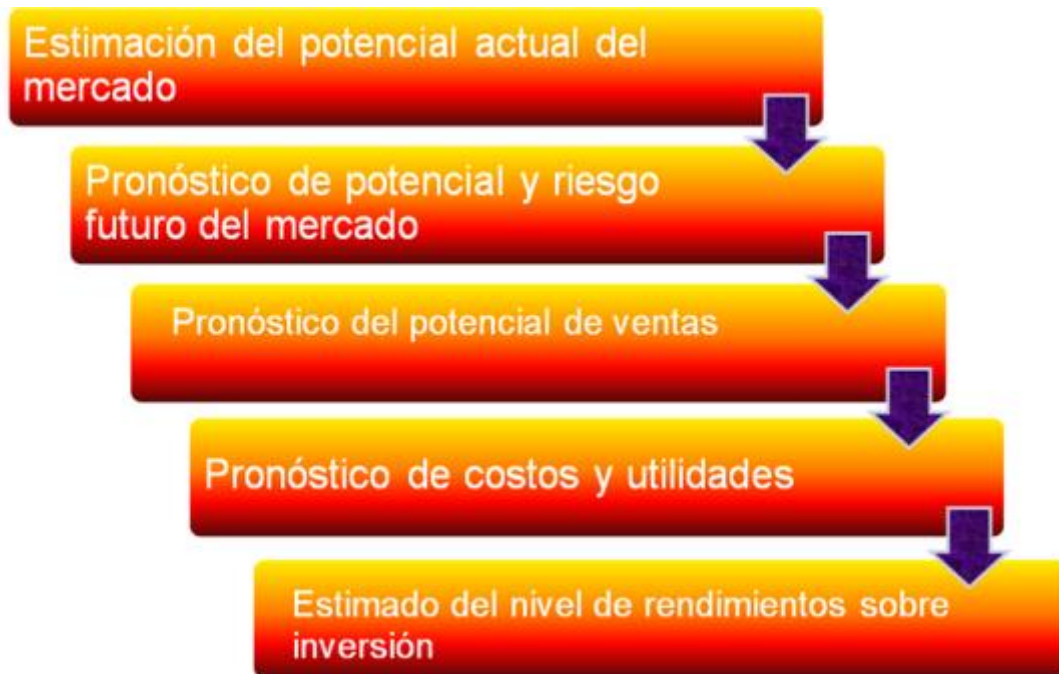 Estimación del potencial actual del
mercado
Pronóstico de potencial y riesgo
futuro del mercado
Pronóstico del potencial de ventas
Pronóstico de costos y utilidades
Estimado del nivel de rendimientos sobre
inversión